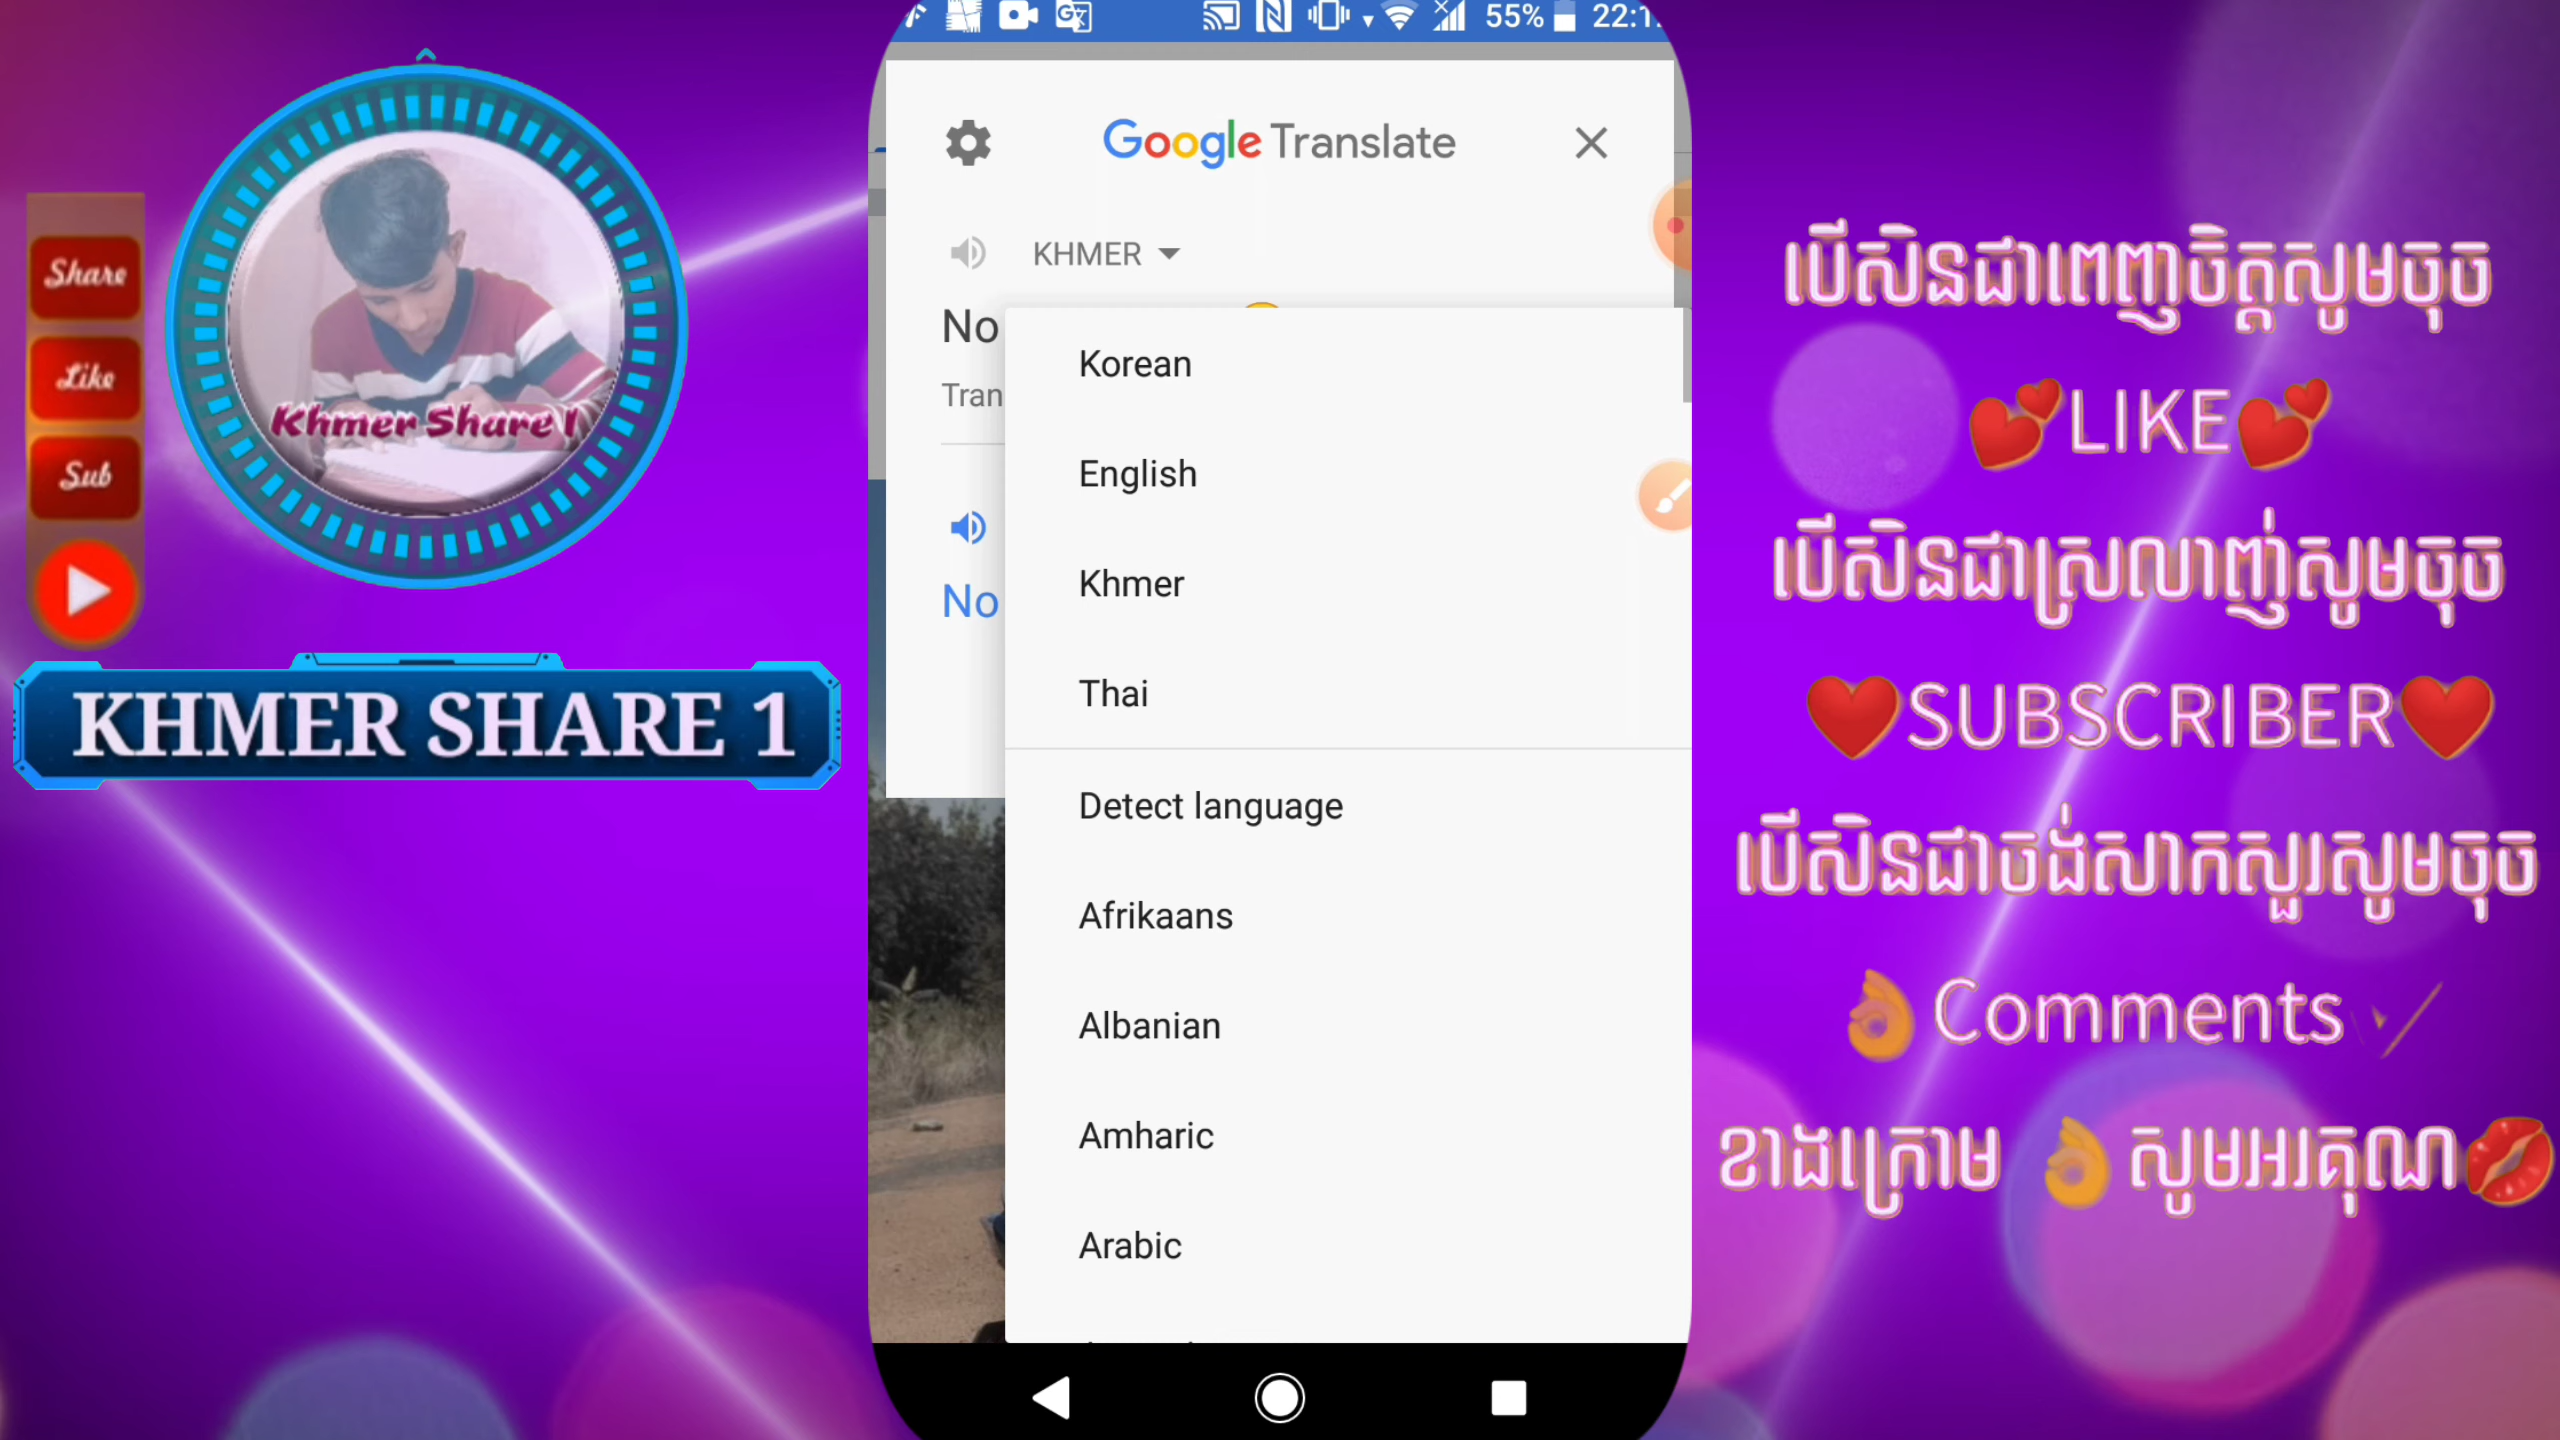 55%
Google Translate
KHMER
No
Tran
No
Korean
English
Khmer
Thai
Detect language
Afrikaans
Albanian
Amharic
Arabic
Share
Like
Sub
Khmer Share 1
KHMER SHARE 1
បើសិនជាពេញចិត្តសូមចុច
💕LIKE💕
បើសិនជាស្រលាញ់សូមចុច
❤️SUBSCRIBER❤️
បើសិនជាចង់សាកសួរសូមចុច
👌Comments
ខាងក្រោម 👌សូមអរគុណ💋